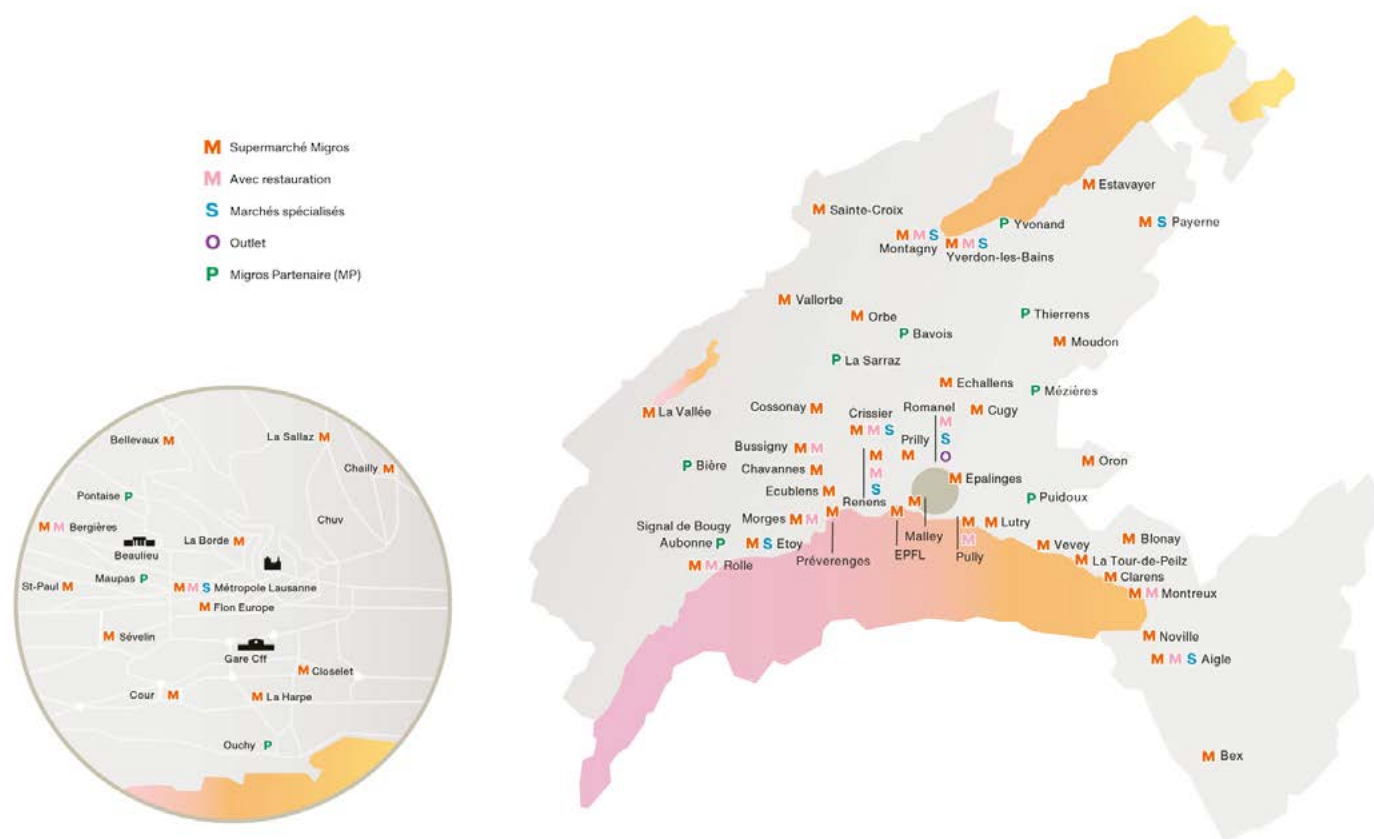 M Supermarché Migros
M Avec restauration
S Marchés spécialisés
O Outlet
P Migros Partenaire (MP)
M Estavayer
M Sainte-Croix
P Yvonand
M S Payerne
M M S
Montagny
M M S
Yverdon-les-Bains
M Vallorbe
M Orbe
P Thierrens
P Bavois
M Moudon
P La Sarraz
M Echallens
P Mézières
M La Vallée
Cossonay M
Crissier
M M S
Romanel
M
S
O
M Cugy
Prilly
M
Bussigny M M
M
M
S
Renens
P Bière
Chavannes M
M Epalinges
M Oron
Ecublens M
P Puidoux
Morges M M
M
Préverenges
M
EPFL
M
Malley
M
M
Pully
M Lutry
Signal de Bougy
Aubonne P
M S Etoy
M M Rolle
M Vevey
M Blonay
M La Tour-de-Peilz
M Clarens
M M Montreux
M Noville
M M S Aigle
M Bex
Bellevaux M
La Sallaz M
Chailly M
Pontaise P
Chuv
M M Bergières
Beaulieu
La Borde M
Maupas P
St-Paul M
M M S Métropole Lausanne
M Flon Europe
M Sévelin
Gare Cff
M Closelet
Cour M
M La Harpe
Ouchy P